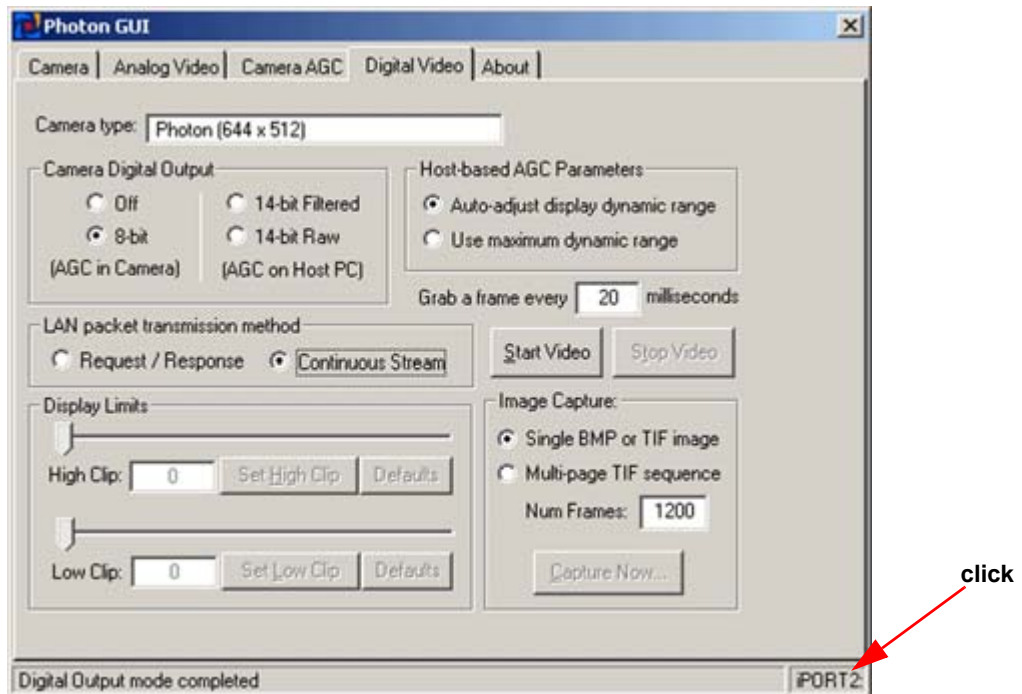 Photon GUI
Camera Analog Video Camera AGC Digital Video About
Camera type: Photon (644 x 512)
Camera Digital Output
Off
14-bit Filtered
8-bit
14-bit Raw
(AGC in Camera)
(AGC on Host PC)
Host-based AGC Parameters
Auto-adjust display dynamic range
Use maximum dynamic range
Grab a frame every 20 milliseconds
LAN packet transmission method
Request / Response
Continuous Stream
Start Video
Stop Video
Display Limits
High Clip: 0 Set High Clip Defaults
Low Clip: 0 Set Low Clip Defaults
Image Capture:
Single BMP or TIF image
Multi-page TIF sequence
Num Frames: 1200
Capture Now...
click
Digital Output mode completed
iPORT2: